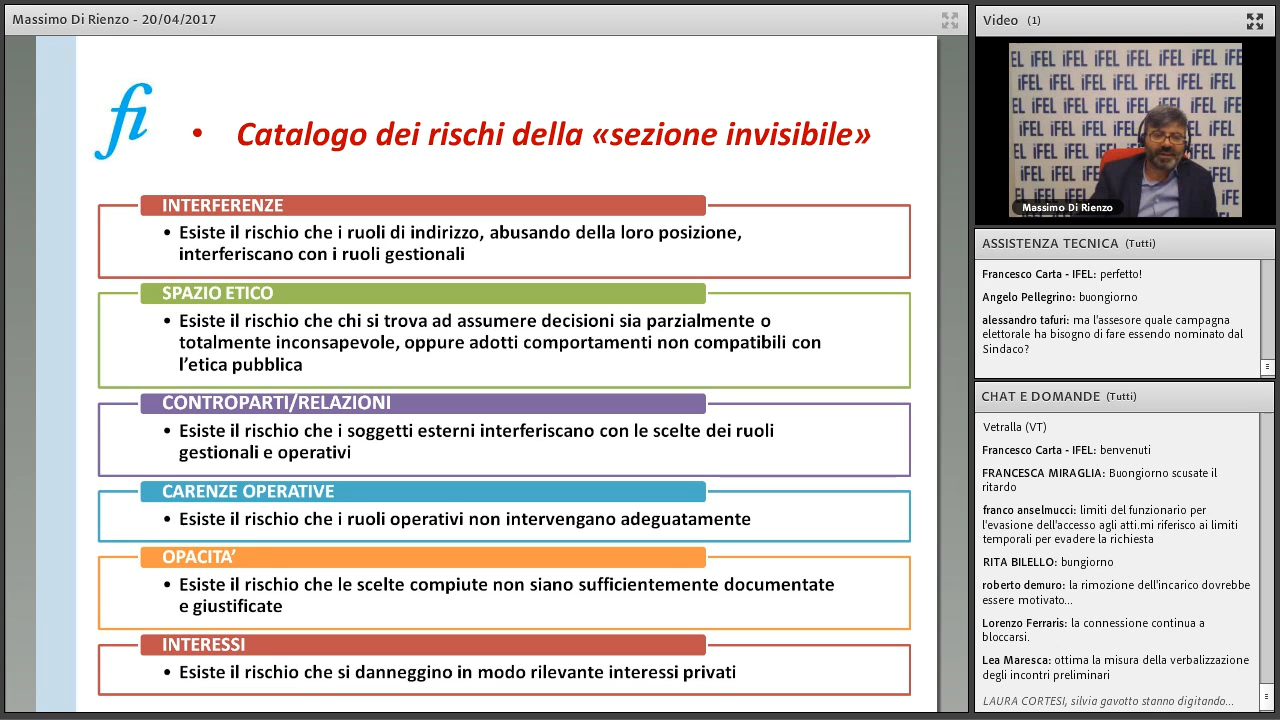 Massimo Di Rienzo - 20/04/2017
fi
• Catalogo dei rischi della «sezione invisibile»
INTERFERENZE
• Esiste il rischio che i ruoli di indirizzo, abusando della loro posizione,
interferiscano con i ruoli gestionali
SPAZIO ETICO
• Esiste il rischio che chi si trova ad assumere decisioni sia parzialmente o
totalmente inconsapevole, oppure adotti comportamenti non compatibili con
l'etica pubblica
CONTROPARTI/RELAZIONI
• Esiste il rischio che i soggetti esterni interferiscano con le scelte dei ruoli
gestionali e operativi
CARENZE OPERATIVE
• Esiste il rischio che i ruoli operativi non intervengano adeguatamente
OPACITA'
• Esiste il rischio che le scelte compiute non siano sufficientemente documentate
e giustificate
INTERESSI
• Esiste il rischio che si danneggino in modo rilevante interessi privati
Video (1)
EL iFEL iFEL iFEL iFEL iFEL
Massimo Di Rienzo
ASSISTENZA TECNICA (Tutti)
Francesco Carta - IFEL: perfetto!
Angelo Pellegrino: buongiorno
alessandro tafuri: ma l'assesore quale campagna
elettorale ha bisogno di fare essendo nominato dal
Sindaco?
CHAT E DOMANDE (Tutti)
Vetralla (VT)
Francesco Carta - IFEL: benvenuti
FRANCESCA MIRAGLIA: Buongiorno scusate il
ritardo
franco anselmucci: limiti del funzionario per
l'evasione dell'accesso agli atti.mi riferisco ai limiti
temporali per evadere la richiesta
RITA BILELLO: bungiorno
roberto demuro: la rimozione dell'incarico dovrebbe
essere motivato...
Lorenzo Ferraris: la connessione continua a
bloccarsi.
Lea Maresca: ottima la misura della verbalizzazione
degli incontri preliminari
LAURA CORTESI, silvia gavotto stanno digitando...